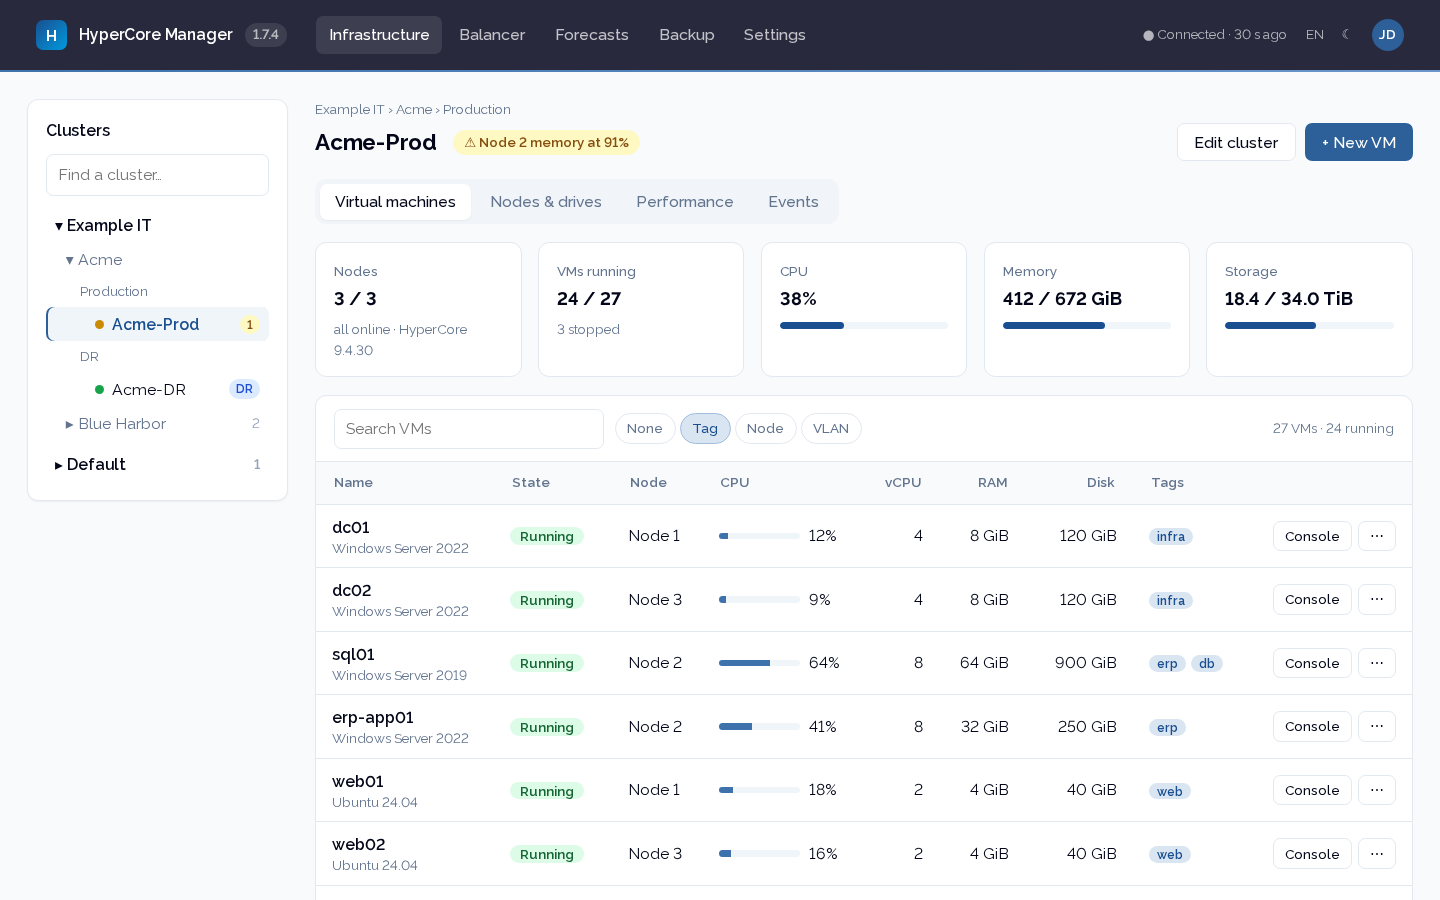 H HyperCore Manager 1.7.4 Infrastructure Balancer Forecasts Backup Settings ● Connected · 30 s ago EN ☾ JD
Clusters
Find a cluster…
▾ Example IT
▾ Acme
Production
Acme-Prod 1
DR
Acme-DR DR
▸ Blue Harbor 2
▸ Default 1
Example IT › Acme › Production
Acme-Prod ⚠ Node 2 memory at 91% Edit cluster + New VM
Virtual machines Nodes & drives Performance Events
Nodes
3 / 3
all online · HyperCore
9.4.30
VMs running
24 / 27
3 stopped
CPU
38%
Memory
412 / 672 GiB
Storage
18.4 / 34.0 TiB
Search VMs None Tag Node VLAN 27 VMs · 24 running
Name State Node CPU vCPU RAM Disk Tags
dc01
Windows Server 2022
Running Node 1 12% 4 8 GiB 120 GiB infra Console ⋯
dc02
Windows Server 2022
Running Node 3 9% 4 8 GiB 120 GiB infra Console ⋯
sql01
Windows Server 2019
Running Node 2 64% 8 64 GiB 900 GiB erp db Console ⋯
erp-app01
Windows Server 2022
Running Node 2 41% 8 32 GiB 250 GiB erp Console ⋯
web01
Ubuntu 24.04
Running Node 1 18% 2 4 GiB 40 GiB web Console ⋯
web02
Ubuntu 24.04
Running Node 3 16% 2 4 GiB 40 GiB web Console ⋯